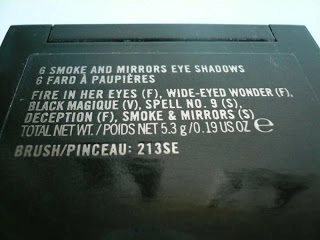 6 SMOKE AND MIRRORS EYE SHADOWS
6 FARD À PAUPIÈRES
FIRE IN HER EYES (F), WIDE-EYED WONDER (F),
BLACK MAGIQUE (V), SPELL NO. 9 (S),
DECEPTION (F), SMOKE & MIRRORS (S)
TOTAL NET WT. / POIDS NET 5.3 g / 0.19 US OZ ℮
BRUSH/PINCEAU: 213SE